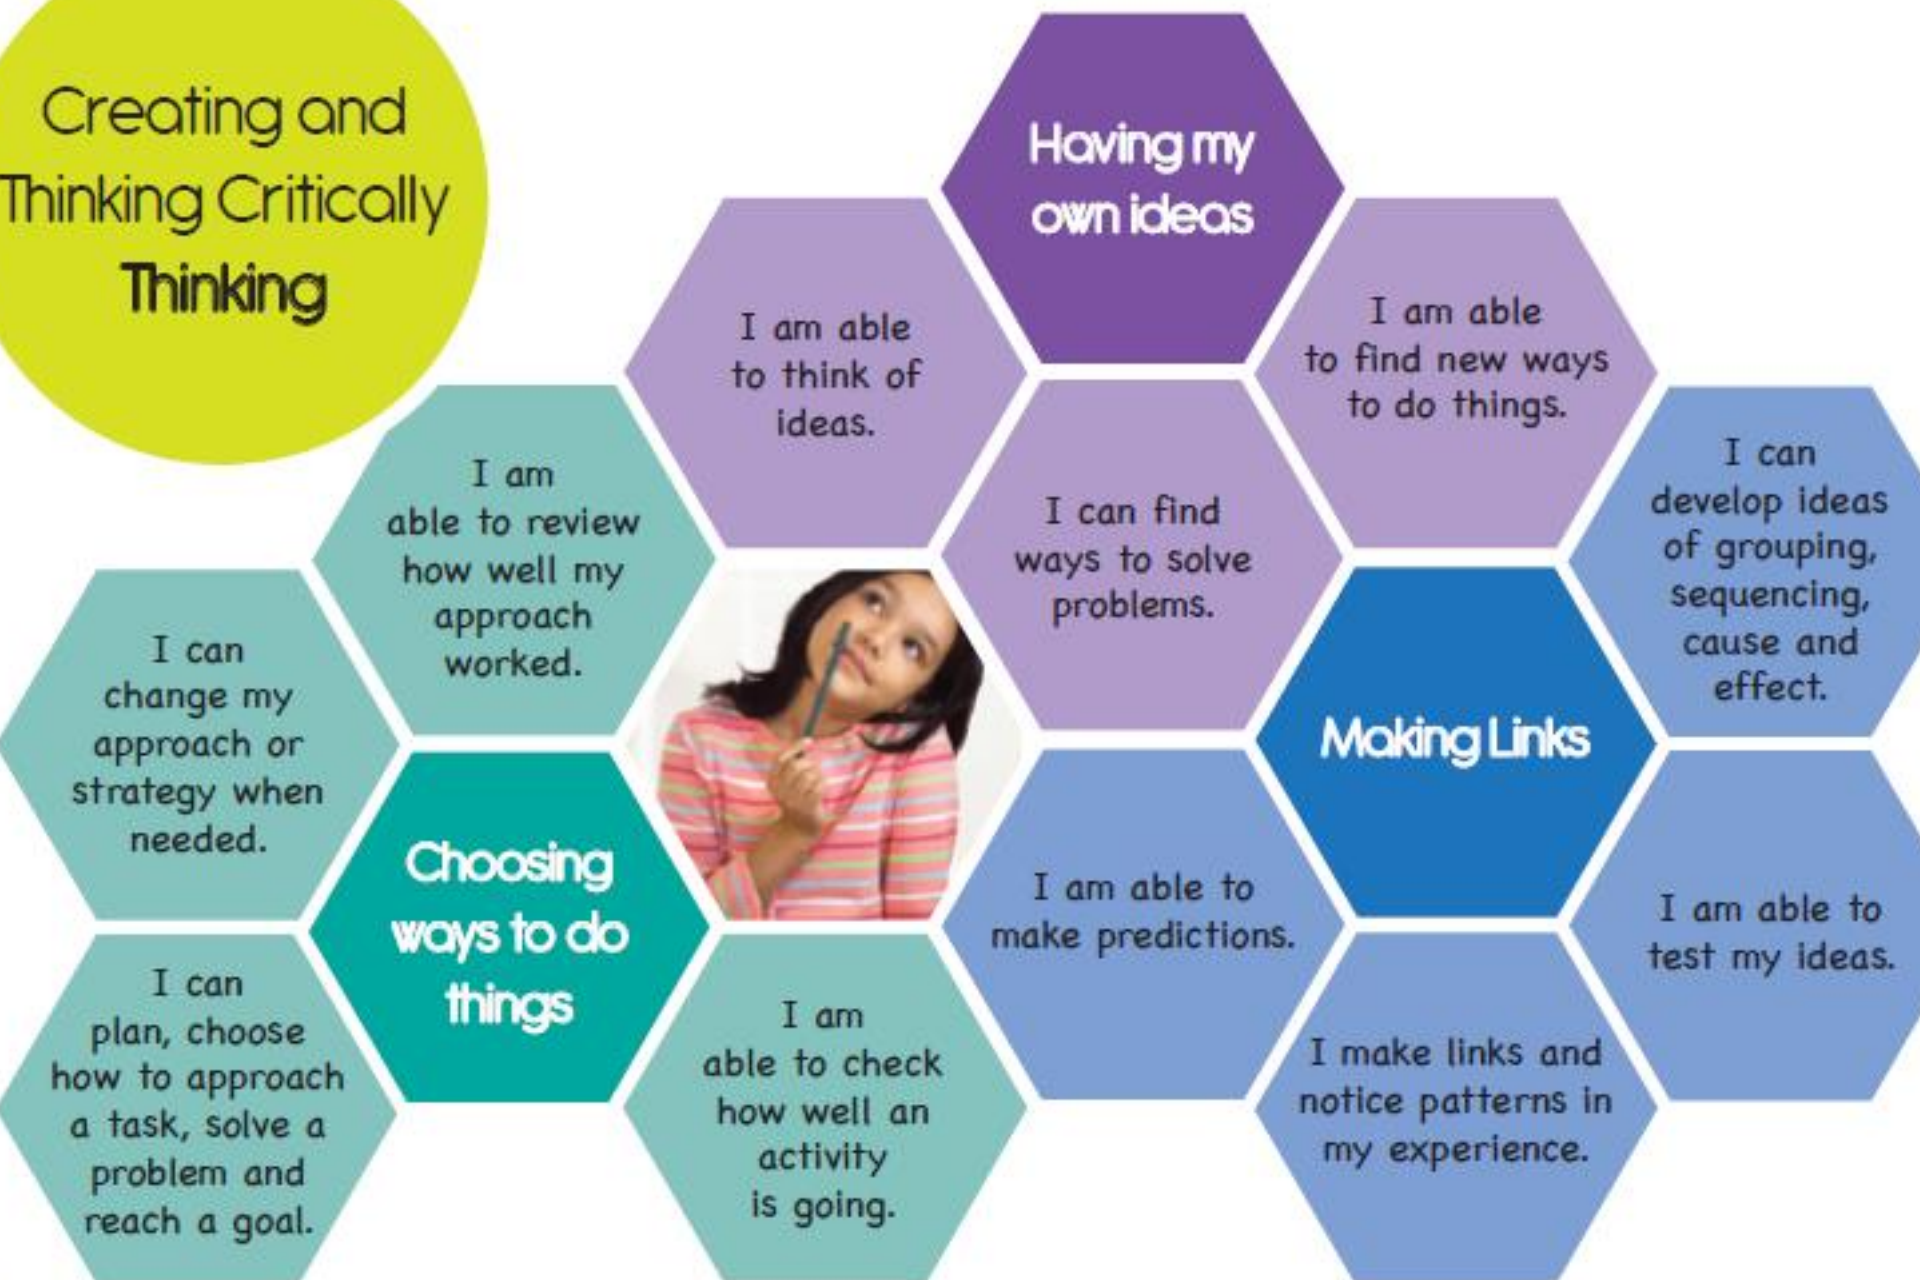 Creating and
Thinking Critically
Thinking
Having my
own ideas
I am able
to think of
ideas.
I am able
to find new ways
to do things.
I can find
ways to solve
problems.
I am
able to review
how well my
approach
worked.
I can
change my
approach or
strategy when
needed.
Choosing
ways to do
things
I can
plan, choose
how to approach
a task, solve a
problem and
reach a goal.
I am
able to check
how well an
activity
is going.
Making Links
I can
develop ideas
of grouping,
sequencing,
cause and
effect.
I am able to
make predictions.
I am able to
test my ideas.
I make links and
notice patterns in
my experience.